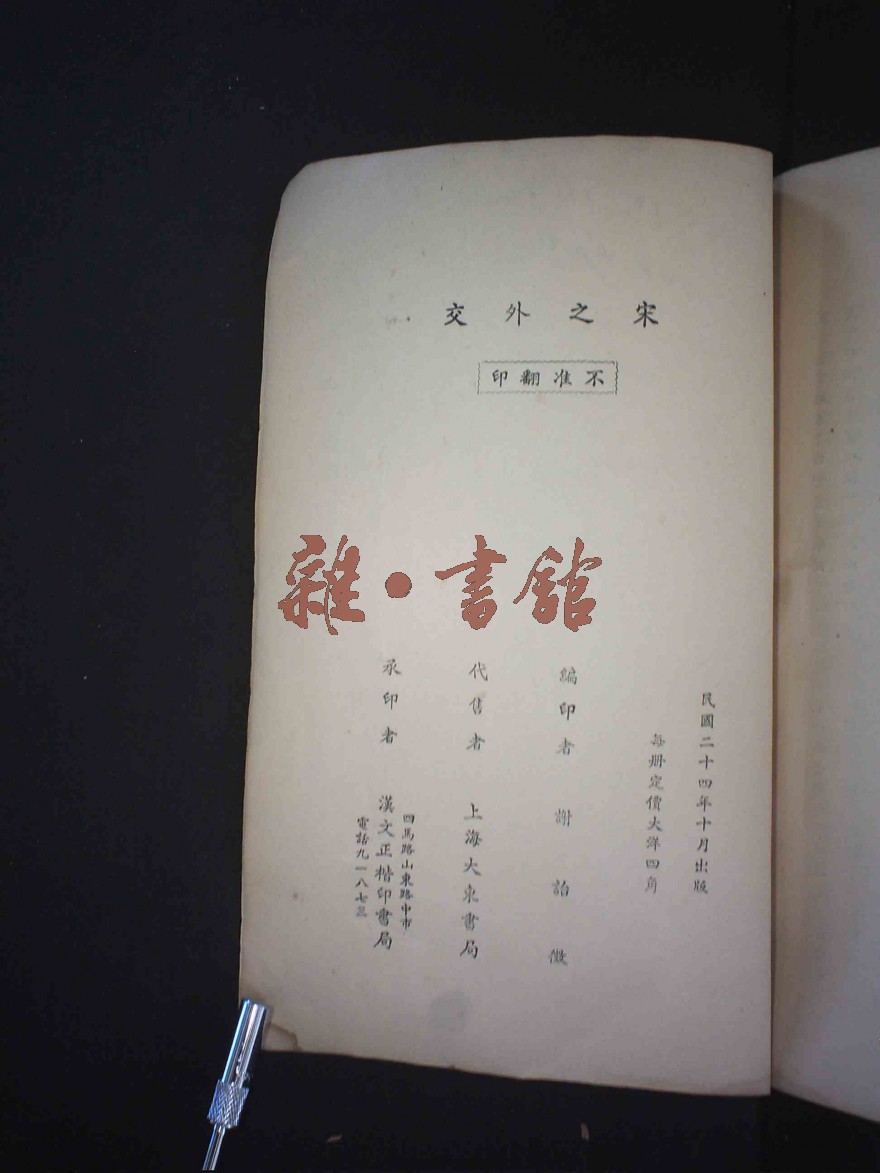 宋之外交
不准翻印
雜·書館
民國二十四年十月出版
每册定價大洋四角
編印者 謝詒徵
代售者 上海大東書局
承印者 漢文正楷印書局
四馬路山東路中市
電話九一八七三